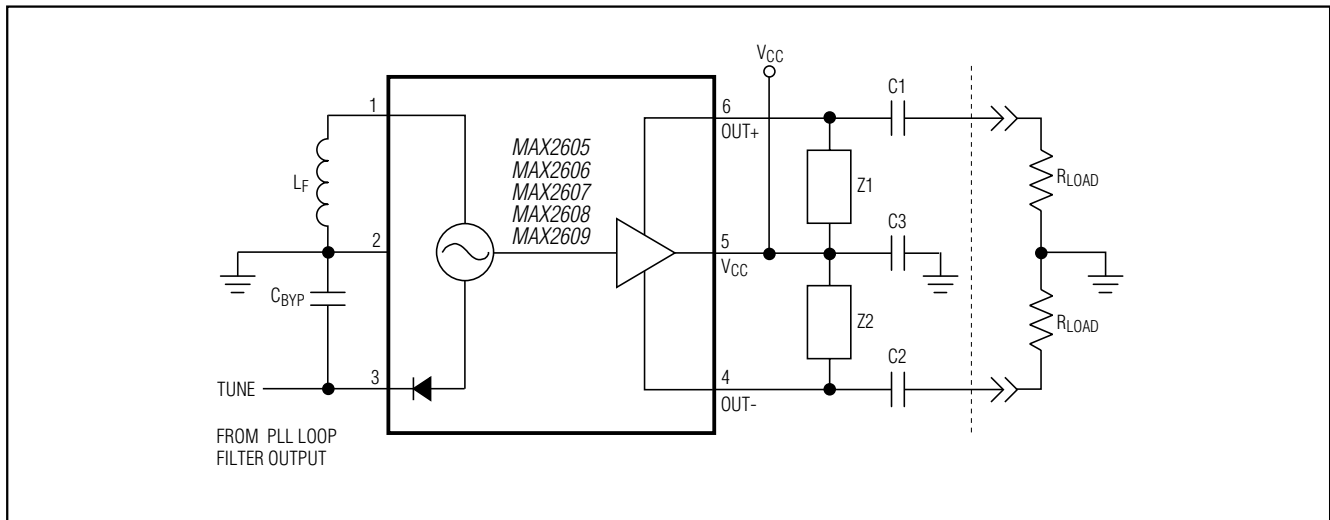 VCC
C1
1
6
OUT+
MAX2605
MAX2606
MAX2607
MAX2608
MAX2609
LF
Z1
RLOAD
C3
2
5
VCC
CBYP
Z2
RLOAD
C2
TUNE
3
4
OUT-
FROM PLL LOOP
FILTER OUTPUT